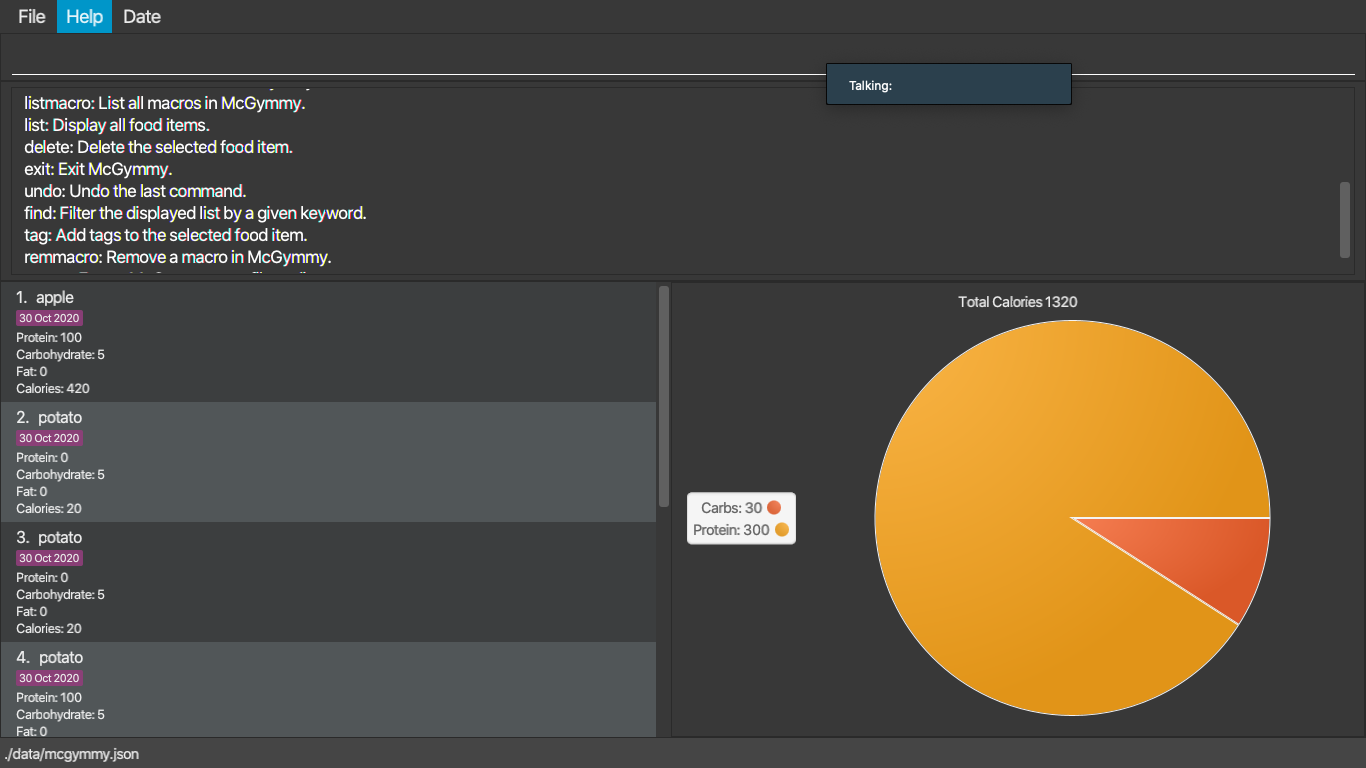 File Help Date
Talking:
listmacro: List all macros in McGymmy.
list: Display all food items.
delete: Delete the selected food item.
exit: Exit McGymmy.
undo: Undo the last command.
find: Filter the displayed list by a given keyword.
tag: Add tags to the selected food item.
remmacro: Remove a macro in McGymmy.
1. apple
30 Oct 2020
Protein: 100
Carbohydrate: 5
Fat: 0
Calories: 420
2. potato
30 Oct 2020
Protein: 0
Carbohydrate: 5
Fat: 0
Calories: 20
3. potato
30 Oct 2020
Protein: 0
Carbohydrate: 5
Fat: 0
Calories: 20
4. potato
30 Oct 2020
Protein: 100
Carbohydrate: 5
Fat: 0
Total Calories 1320
Carbs: 30
Protein: 300
./data/mcgymmy.json